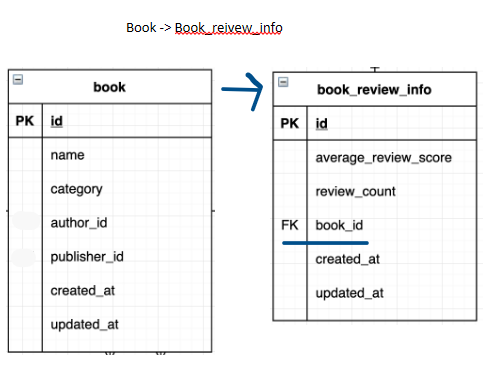 Book -> Book_reivew_info
book
PK id
name
category
author_id
publisher_id
created_at
updated_at
book_review_info
PK id
average_review_score
review_count
FK book_id
created_at
updated_at